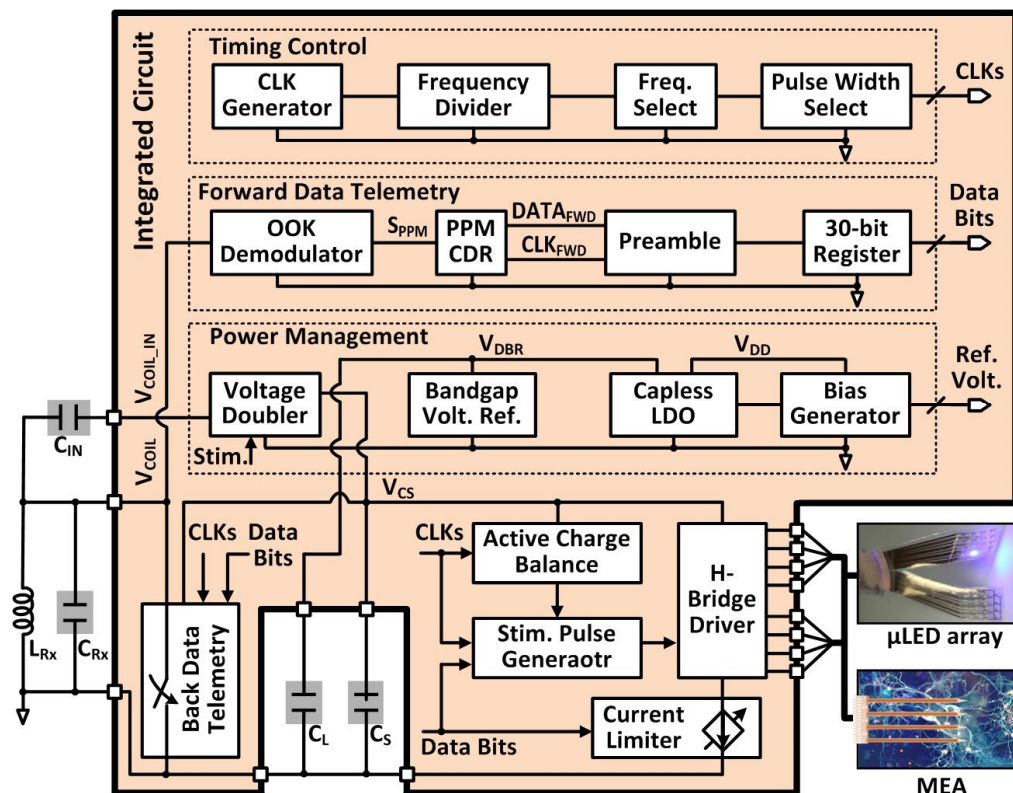 Integrated Circuit
Timing Control
CLK
Generator
Frequency
Divider
Freq.
Select
Pulse Width
Select
CLKs
Forward Data Telemetry
OOK
Demodulator
SPPM
PPM
CDR
DATAFWD
CLKFWD
Preamble
30-bit
Register
Data
Bits
Power Management
VDBR
VDD
Voltage
Doubler
Bandgap
Volt. Ref.
Capless
LDO
Bias
Generator
Ref.
Volt.
Stim.
VCOIL_IN
VCOIL
CIN
LRx
CRx
VCS
CLKs
Data
Bits
Back Data
Telemetry
CL
CS
CLKs
Active Charge
Balance
Stim. Pulse
Generaotr
H-
Bridge
Driver
Data Bits
Current
Limiter
µLED array
MEA